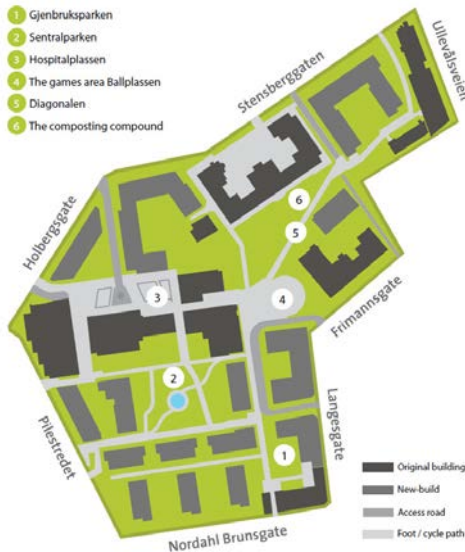 1 Gjenbruksparken
2 Sentralparken
3 Hospitalplassen
4 The games area Ballplassen
5 Diagonalen
6 The composting compound
Ullevålsveien
Stensberggaten
6
5
Holbergsgate
3
4
Frimannsgate
2
Pilestredet
Langesgate
1
Original building
New-build
Access road
Foot / cycle path
Nordahl Brunsgate